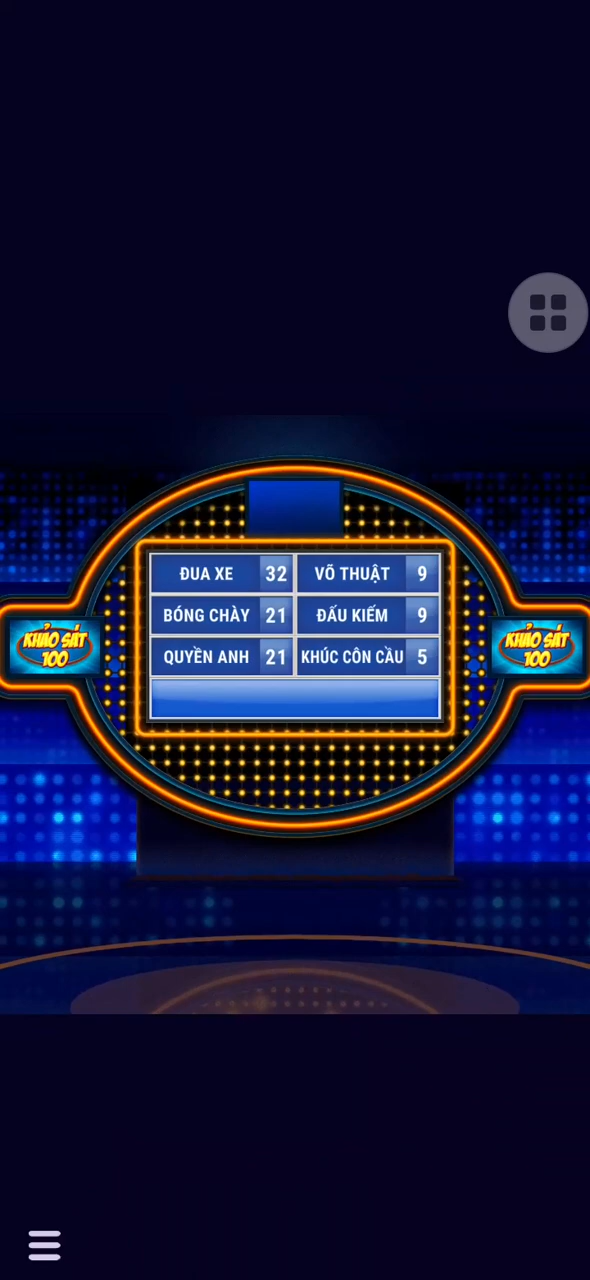 ĐUA XE 32
VÕ THUẬT 9
BÓNG CHÀY 21
ĐẤU KIẾM 9
QUYỀN ANH 21
KHÚC CÔN CẦU 5
KHẢO SÁT
100
KHẢO SÁT
100